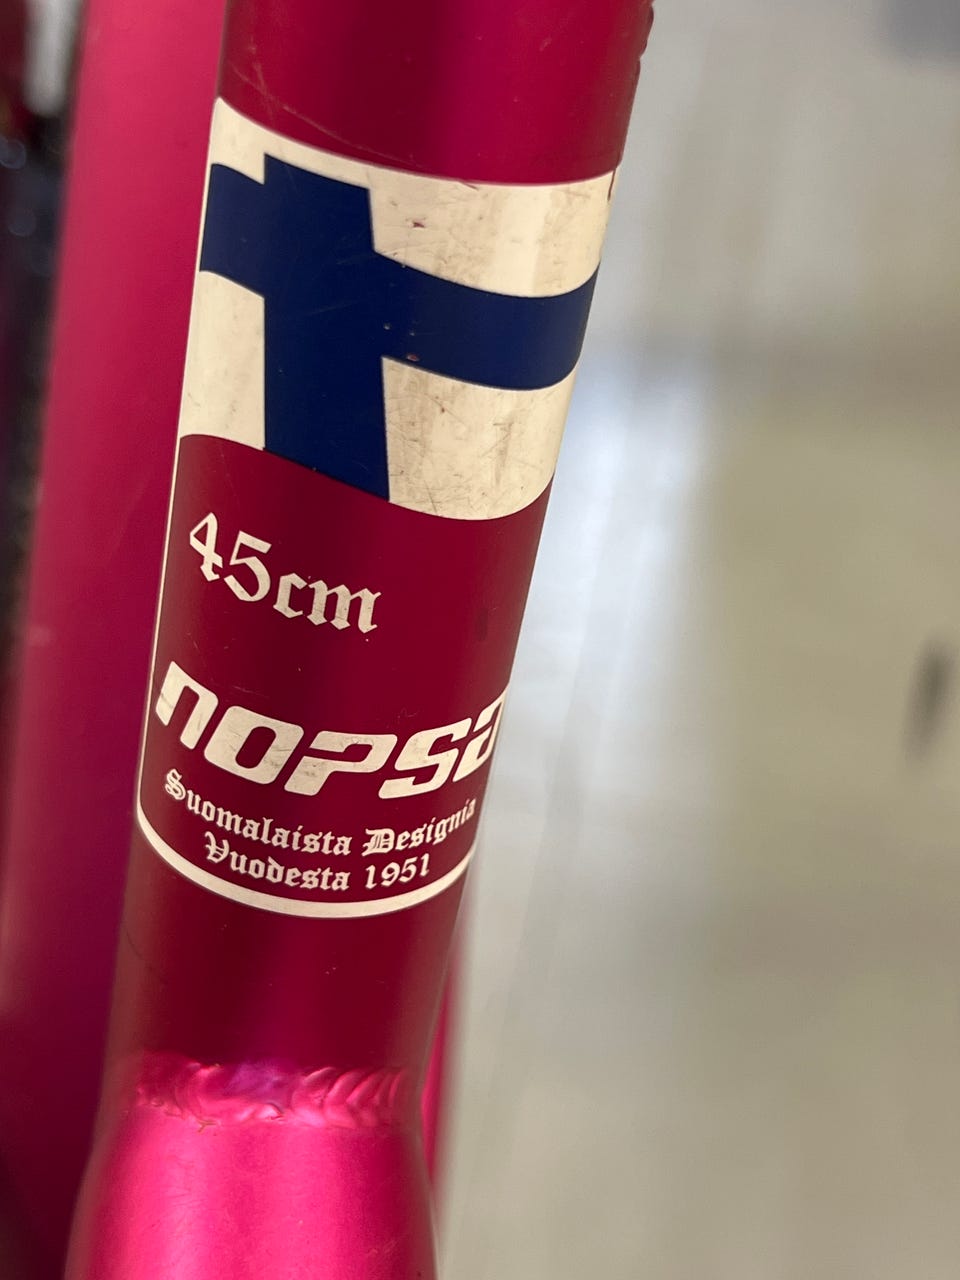 45cm
nopsa
Suomalaista Designia
Vuodesta 1951